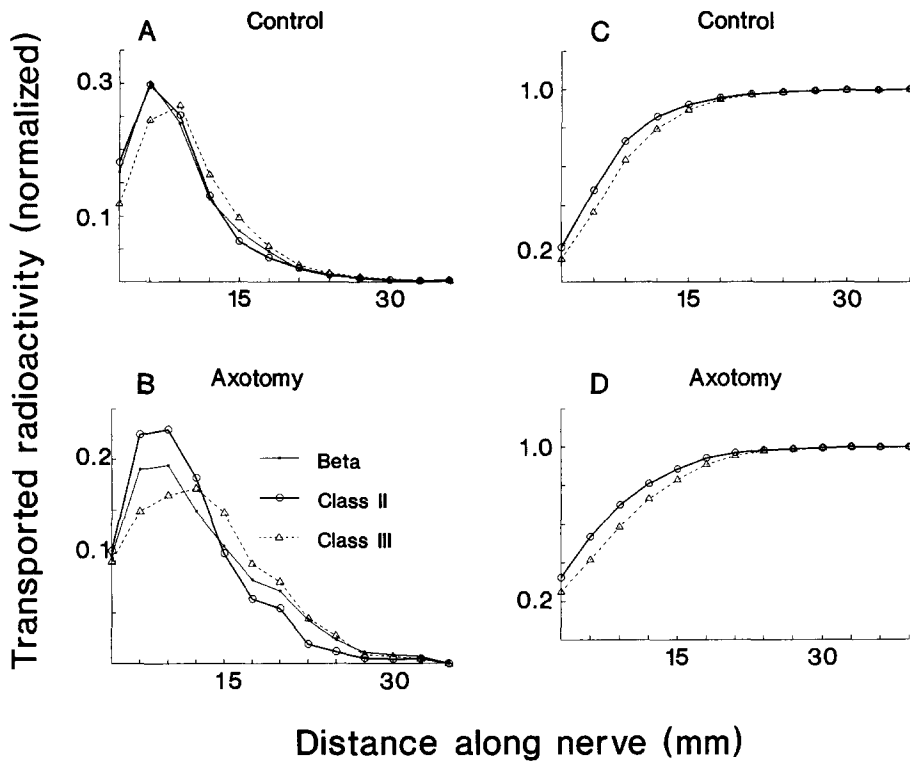 Transported radioactivity (normalized)
A
Control
0.3
0.1
15
30
C
Control
1.0
0.2
15
30
B
Axotomy
0.2
0.1
Beta
Class II
Class III
15
30
D
Axotomy
1.0
0.2
15
30
Distance along nerve (mm)